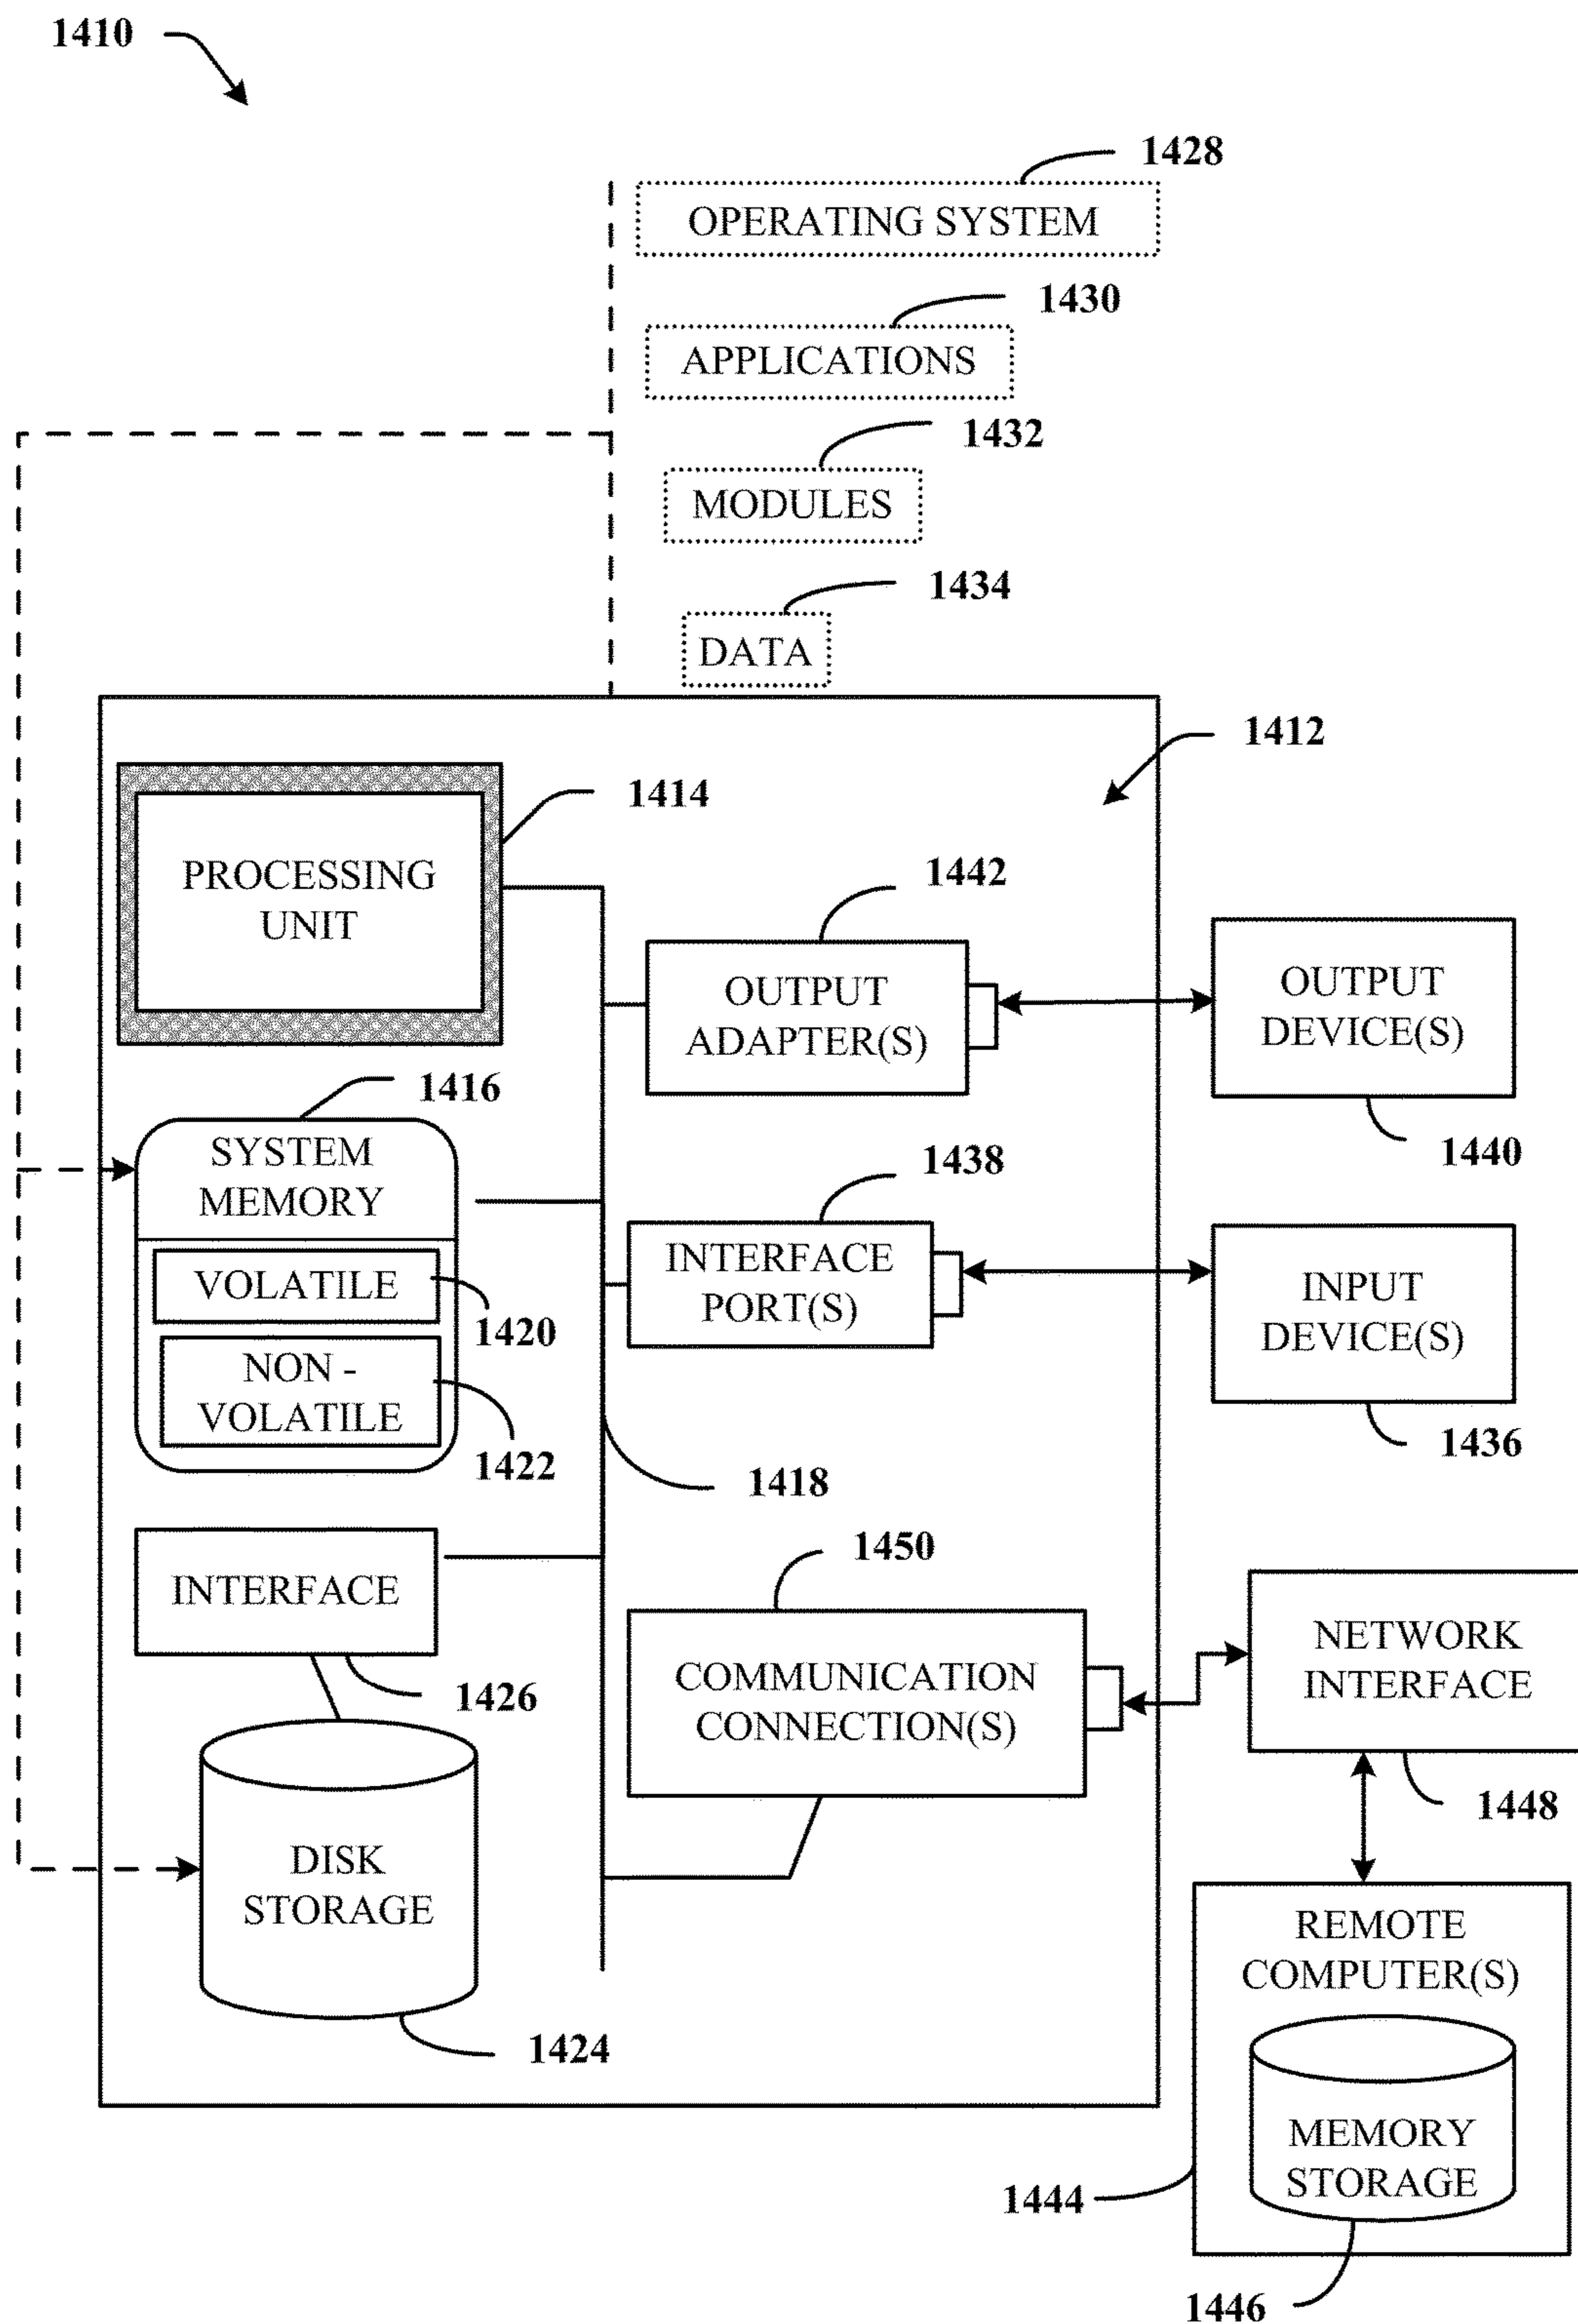 1410
1428
OPERATING SYSTEM
1430
APPLICATIONS
1432
MODULES
1434
DATA
1412
1414
PROCESSING
UNIT
1442
OUTPUT
ADAPTER(S)
OUTPUT
DEVICE(S)
1440
1416
SYSTEM
MEMORY
VOLATILE
1420
NON -
VOLATILE
1422
1438
INTERFACE
PORT(S)
INPUT
DEVICE(S)
1436
1418
INTERFACE
1426
1450
COMMUNICATION
CONNECTION(S)
NETWORK
INTERFACE
1448
DISK
STORAGE
1424
REMOTE
COMPUTER(S)
MEMORY
STORAGE
1444
1446